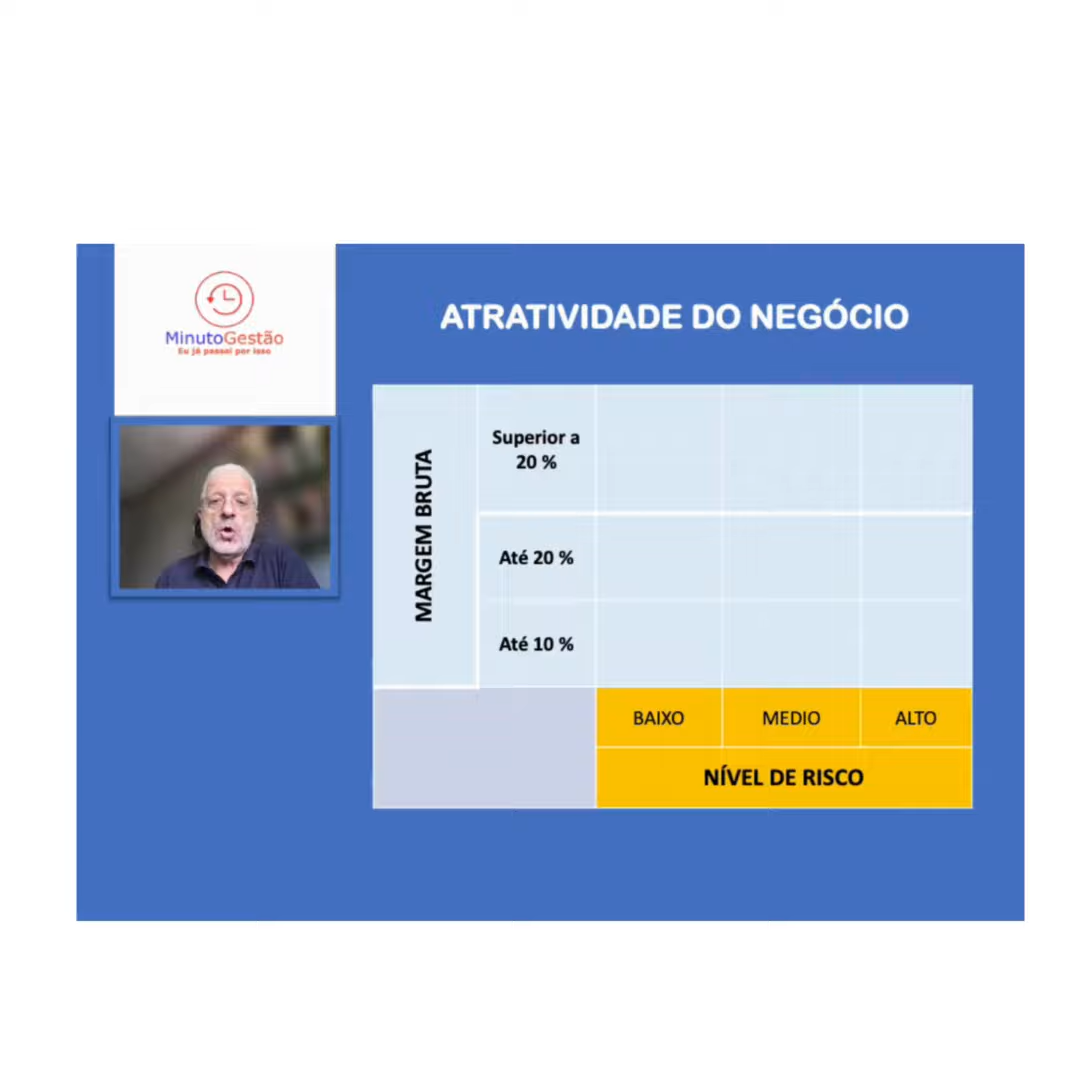 MinutoGestão
Eu já passei por isso
ATRATIVIDADE DO NEGÓCIO
MARGEM BRUTA
Superior a
20 %
Até 20 %
Até 10 %
BAIXO
MEDIO
ALTO
NÍVEL DE RISCO